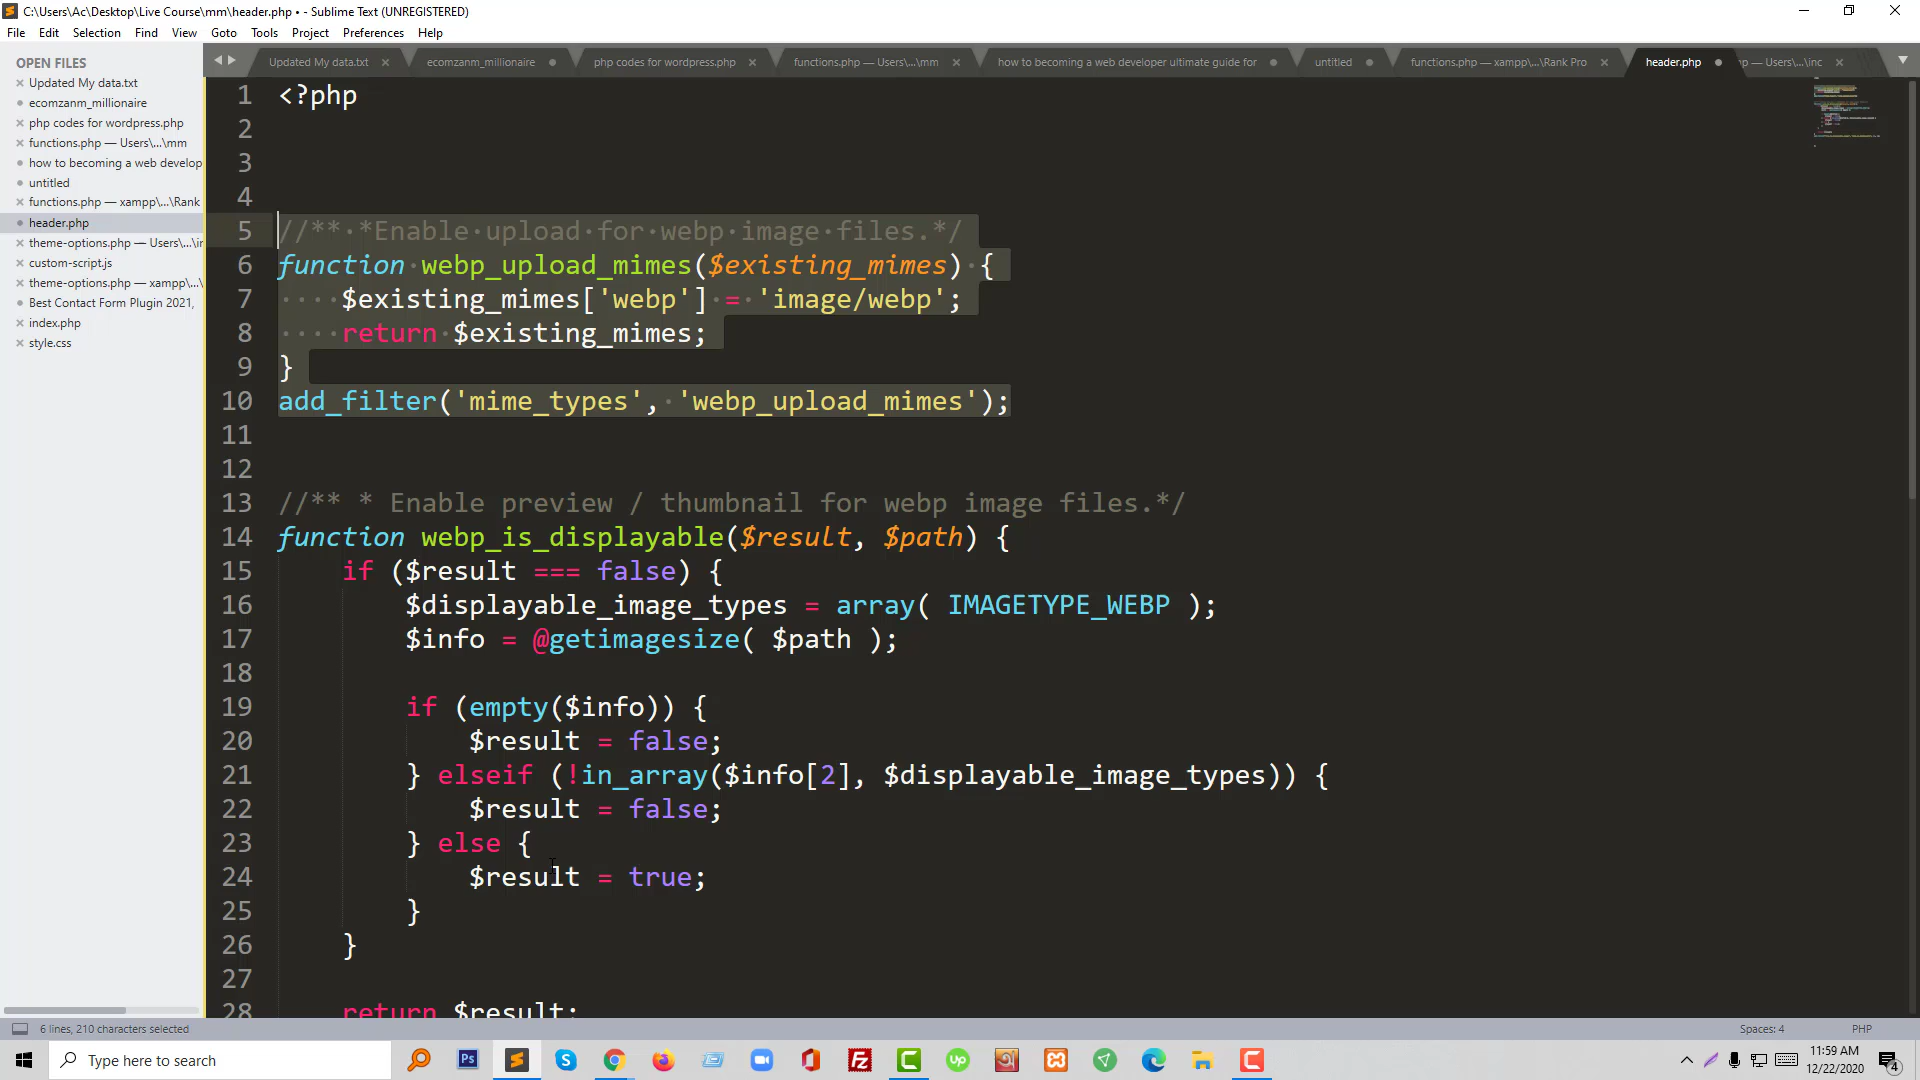 C:\Users\Ac\Desktop\Live Course\mm\header.php • - Sublime Text (UNREGISTERED)
File Edit Selection Find View Goto Tools Project Preferences Help
OPEN FILES
Updated My data.txt
ecomzanm_millionaire
php codes for wordpress.php
functions.php — Users\...\mm
how to becoming a web develop
untitled
functions.php — xampp\...\Rank
header.php
theme-options.php — Users\...\in
custom-script.js
theme-options.php — xampp\...\
Best Contact Form Plugin 2021,
index.php
style.css
Updated My data.txt ecomzanm_millionaire php codes for wordpress.php functions.php — Users\...\mm how to becoming a web developer ultimate guide for untitled functions.php — xampp\...\Rank Pro header.php p — Users\...\inc
1 <?php
2
3
4
5 //** *Enable upload for webp image files.*/
6 function webp_upload_mimes($existing_mimes) {
7 $existing_mimes['webp'] = 'image/webp';
8 return $existing_mimes;
9 }
10 add_filter('mime_types', 'webp_upload_mimes');
11
12
13 //** * Enable preview / thumbnail for webp image files.*/
14 function webp_is_displayable($result, $path) {
15 if ($result === false) {
16 $displayable_image_types = array( IMAGETYPE_WEBP );
17 $info = @getimagesize( $path );
18
19 if (empty($info)) {
20 $result = false;
21 } elseif (!in_array($info[2], $displayable_image_types)) {
22 $result = false;
23 } else {
24 $result = true;
25 }
26 }
27
28 return $result;
6 lines, 210 characters selected
Spaces: 4 PHP
Type here to search
11:59 AM
12/22/2020
4